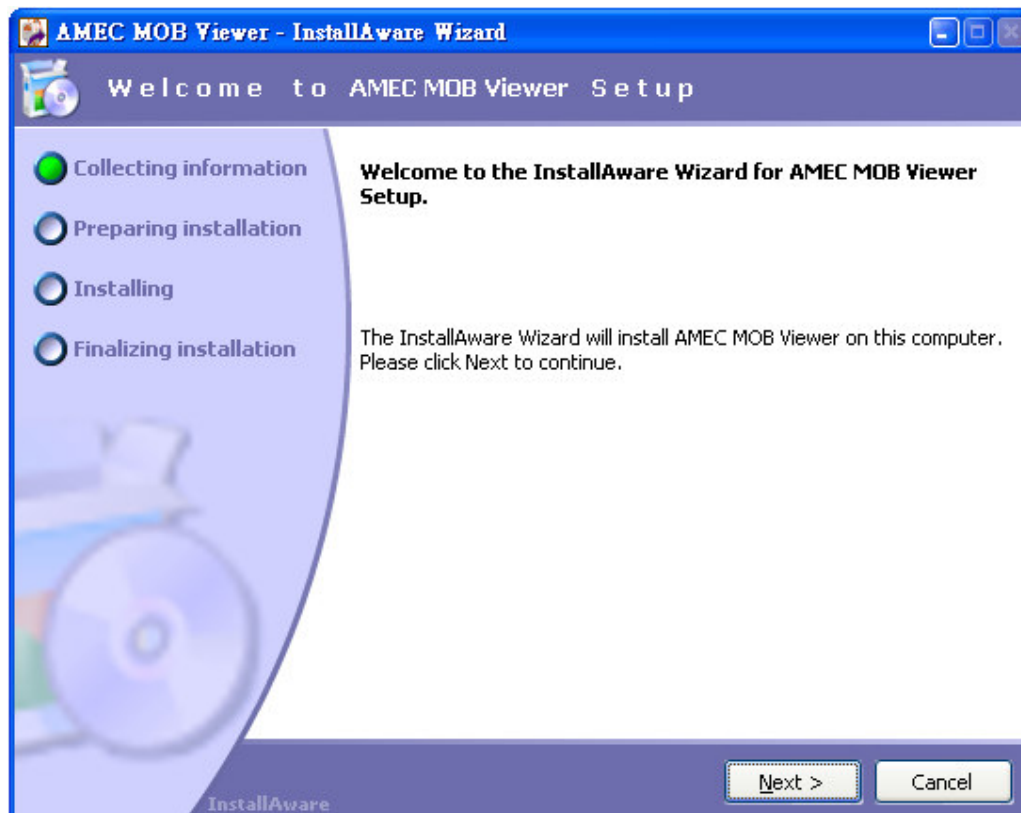 AMEC MOB Viewer - InstallAware Wizard
Welcome to AMEC MOB Viewer Setup
Collecting information
Preparing installation
Installing
Finalizing installation
Welcome to the InstallAware Wizard for AMEC MOB Viewer
Setup.
The InstallAware Wizard will install AMEC MOB Viewer on this computer.
Please click Next to continue.
InstallAware
Next >
Cancel